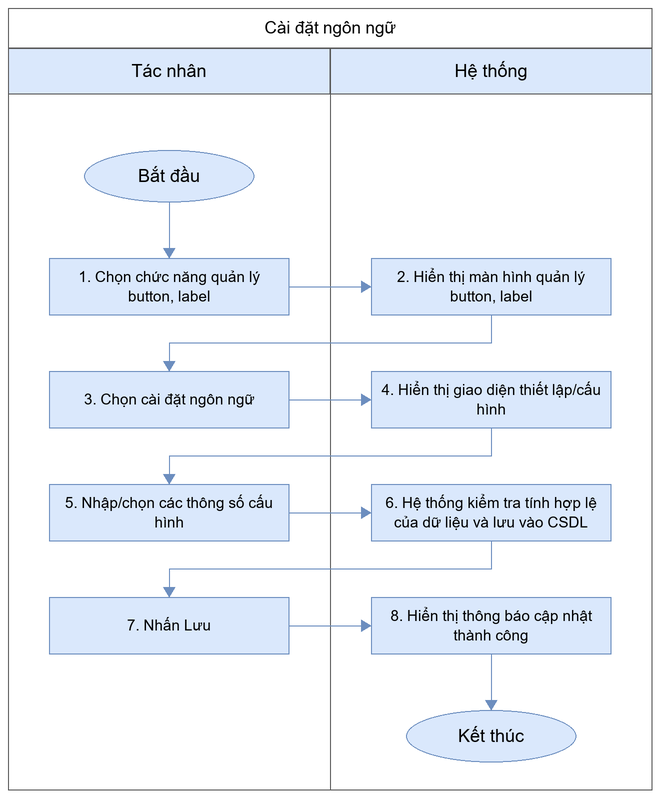 Cài đặt ngôn ngữ
Tác nhân
Hệ thống
Bắt đầu
1. Chọn chức năng quản lý
button, label
2. Hiển thị màn hình quản lý
button, label
3. Chọn cài đặt ngôn ngữ
4. Hiển thị giao diện thiết lập/cấu
hình
5. Nhập/chọn các thông số cấu
hình
6. Hệ thống kiểm tra tính hợp lệ
của dữ liệu và lưu vào CSDL
7. Nhấn Lưu
8. Hiển thị thông báo cập nhật
thành công
Kết thúc